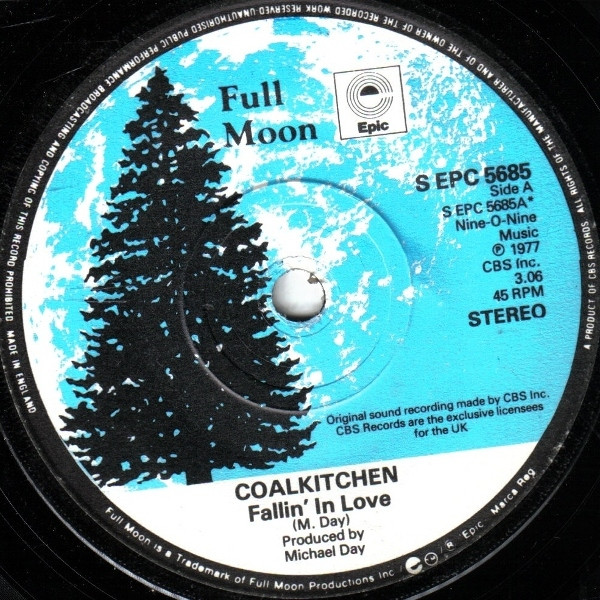 Full
Moon
Epic
S EPC 5685
Side A
S EPC 5685A*
Nine-O-Nine
Music
℗ 1977
CBS Inc.
3.06
45 RPM
STEREO
Original sound recording made by CBS Inc.
CBS Records are the exclusive licensees
for the UK
COALKITCHEN
Fallin' In Love
(M. Day)
Produced by
Michael Day
Full Moon is a Trademark of Full Moon Productions Inc / Epic, Marca Reg
ALL RIGHTS OF THE MANUFACTURER AND OF THE OWNER OF THE RECORDED WORK RESERVED·UNAUTHORISED PUBLIC PERFORMANCE BROADCASTING AND COPYING OF THIS RECORD PROHIBITED MADE IN ENGLAND
A PRODUCT OF CBS RECORDS.